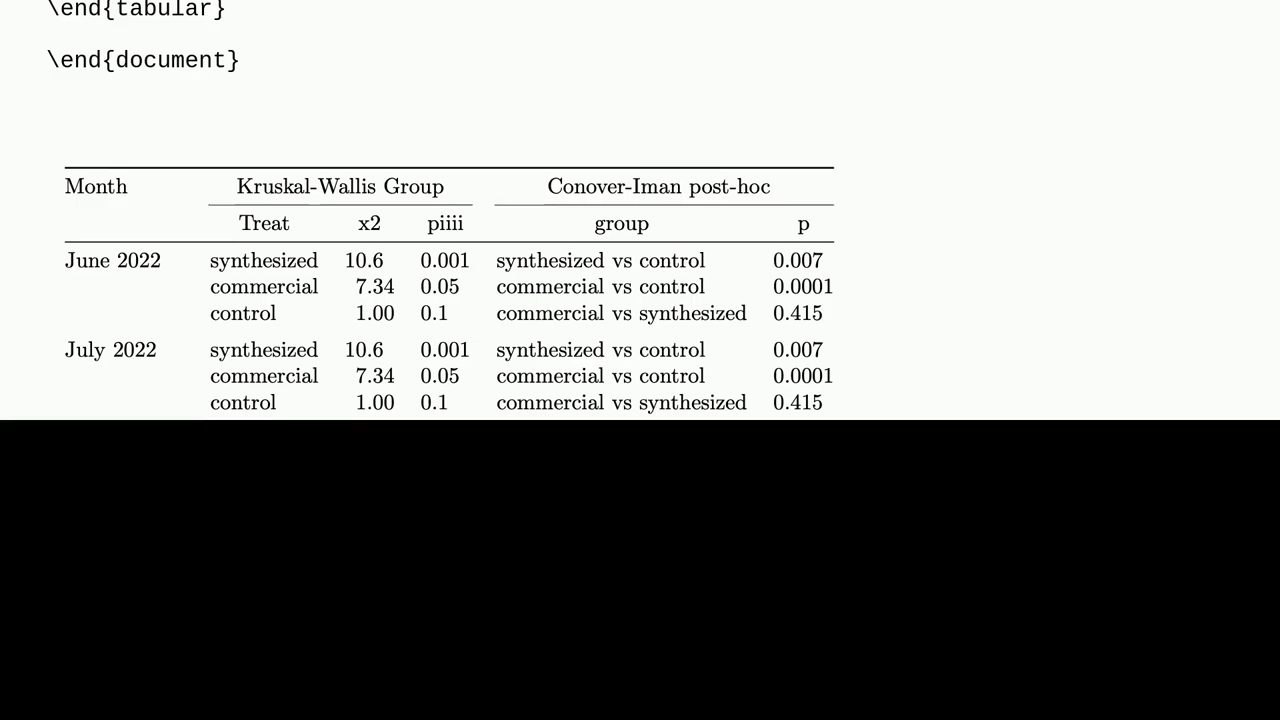 \end{tabular}
\end{document}
Month Kruskal-Wallis Group Conover-Iman post-hoc
Treat x2 piiii group p
June 2022 synthesized 10.6 0.001 synthesized vs control 0.007
commercial 7.34 0.05 commercial vs control 0.0001
control 1.00 0.1 commercial vs synthesized 0.415
July 2022 synthesized 10.6 0.001 synthesized vs control 0.007
commercial 7.34 0.05 commercial vs control 0.0001
control 1.00 0.1 commercial vs synthesized 0.415